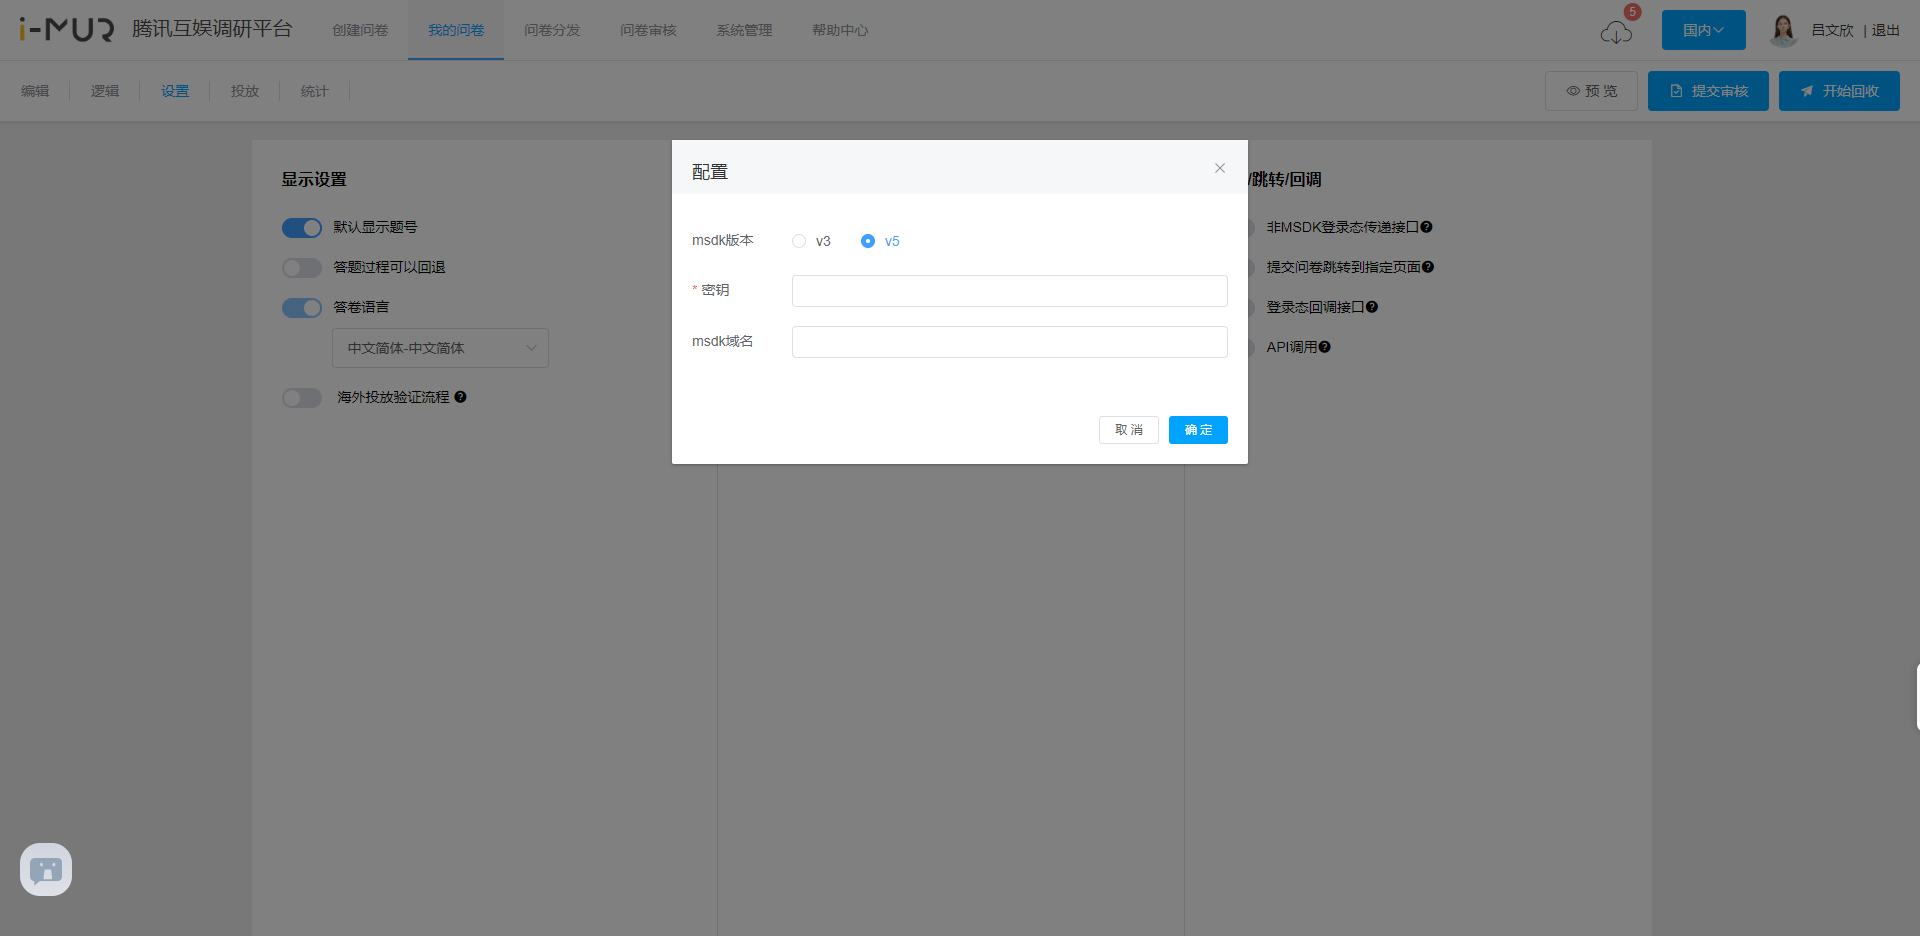 i-MUR 腾讯互娱调研平台 创建问卷 我的问卷 问卷分发 问卷审核 系统管理 帮助中心 5 国内 吕文欣 | 退出
编辑 逻辑 设置 投放 统计 预 览 提交审核 开始回收
配置
显示设置 /跳转/回调
默认显示题号 非MSDK登录态传递接口?
msdk版本 v3 v5
答题过程可以回退 提交问卷跳转到指定页面?
* 密钥
答卷语言 登录态回调接口?
msdk域名
中文简体-中文简体 API调用?
海外投放验证流程 ?
取 消 确 定